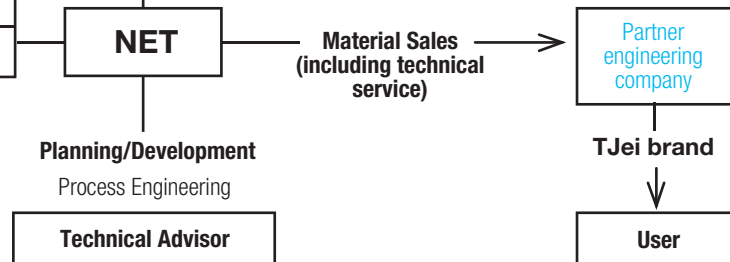 NET
Material Sales
(including technical
service)
Partner
engineering
company
Planning/Development
Process Engineering
TJei brand
Technical Advisor
User